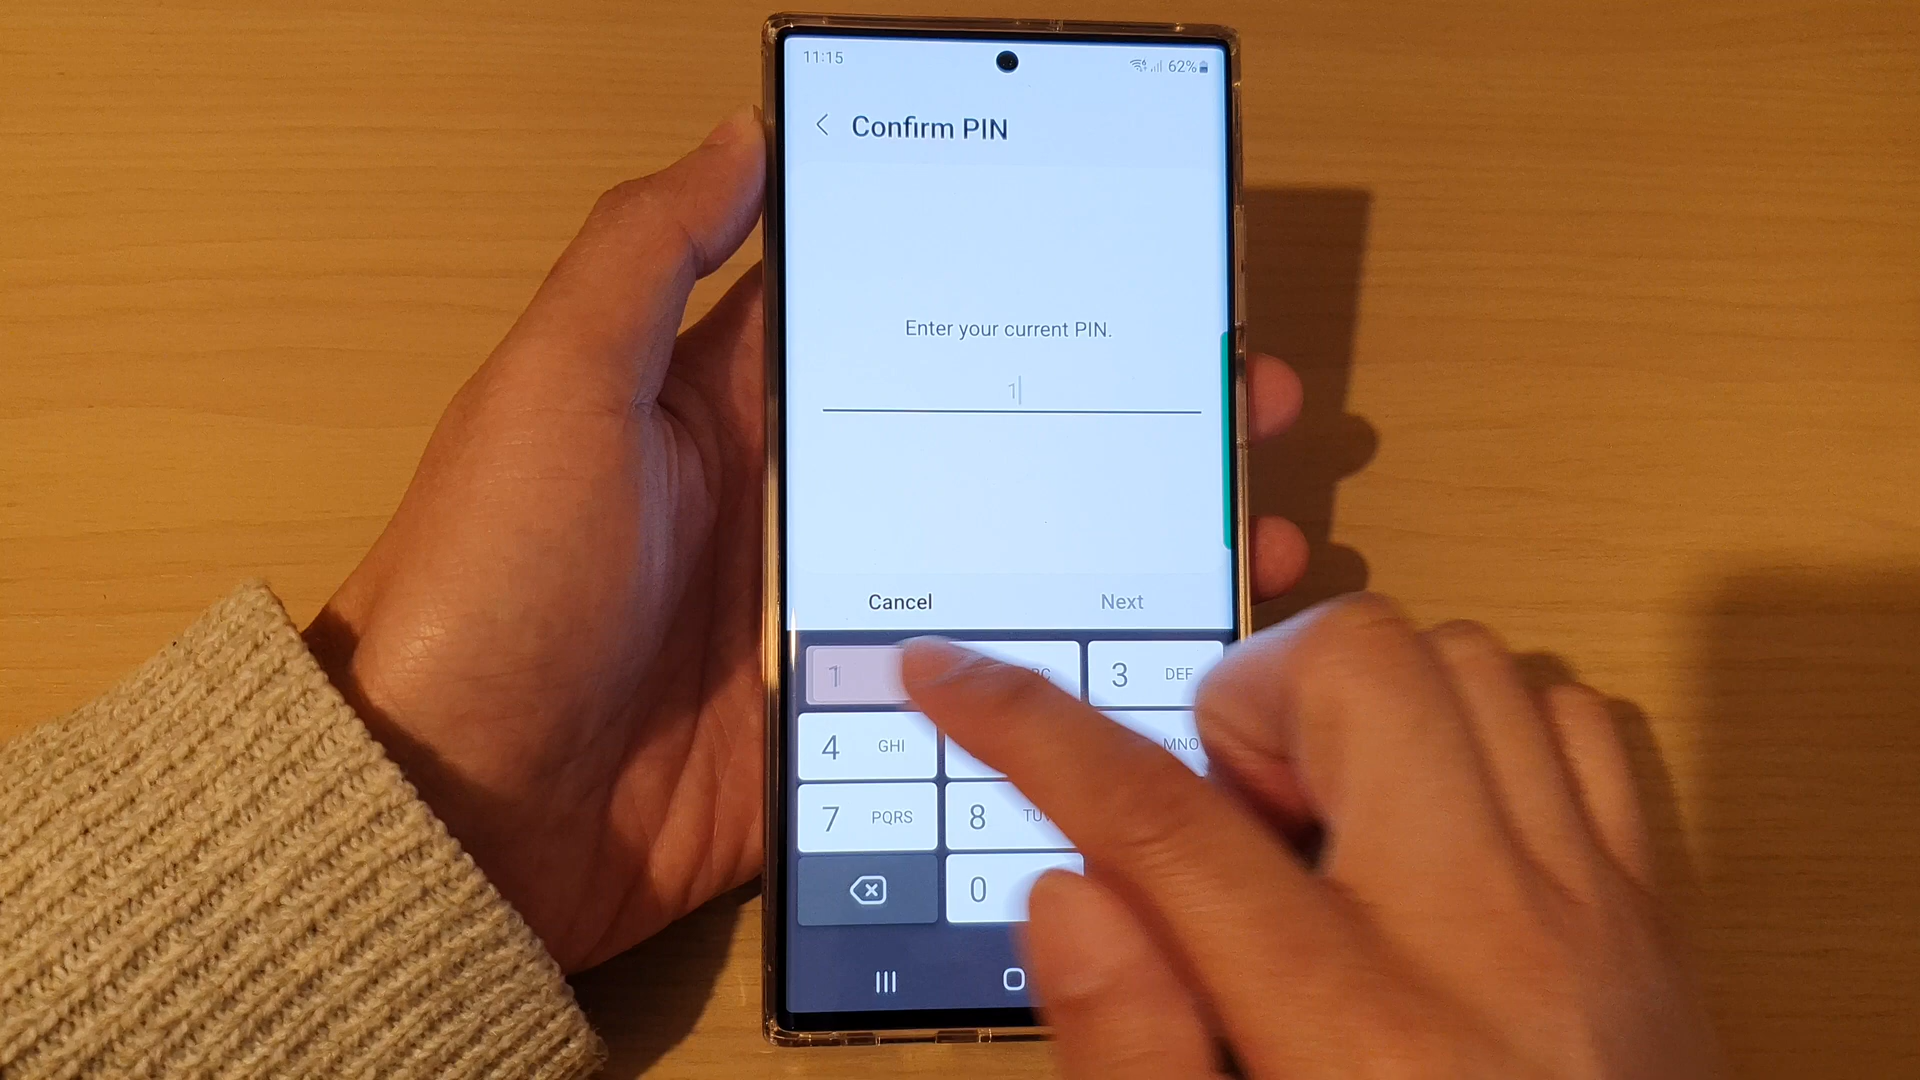 11:15 62%
Confirm PIN
Enter your current PIN.
1
Cancel Next
1 3 DEF
4 GHI MNO
7 PQRS 8
0